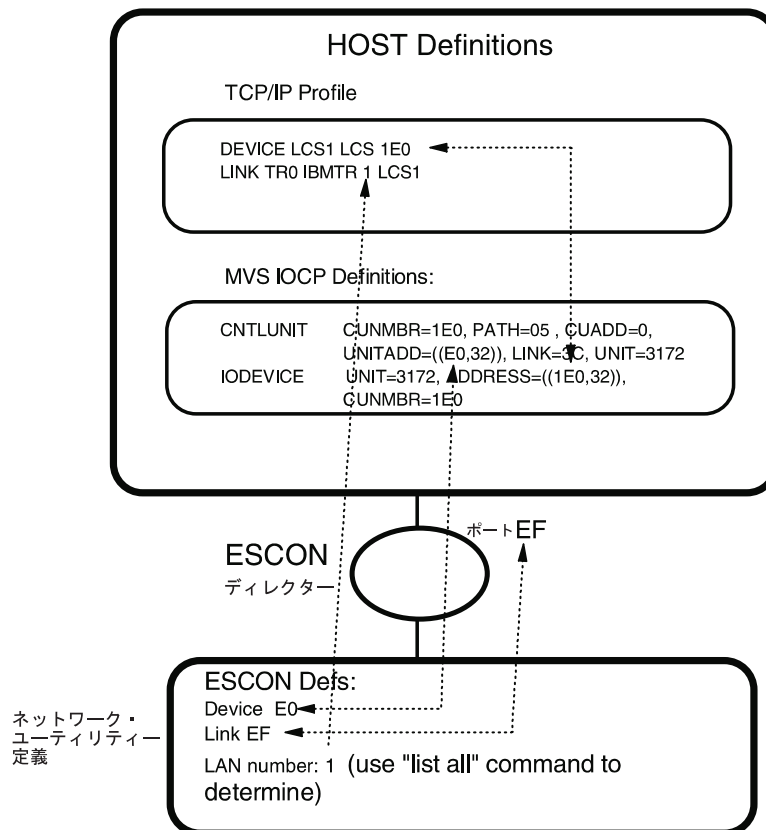 HOST Definitions
TCP/IP Profile
DEVICE LCS1 LCS 1E0
LINK TR0 IBMTR 1 LCS1
MVS IOCP Definitions:
CNTLUNIT CUNMBR=1E0, PATH=05 , CUADD=0,
UNITADD=((E0,32)), LINK=3C, UNIT=3172
IODEVICE UNIT=3172, ADDRESS=((1E0,32)),
CUNMBR=1E0
ポート EF
ESCON
ディレクター
ESCON Defs:
Device E0
Link EF
LAN number: 1 (use "list all" command to
determine)
ネットワーク・
ユーティリティー
定義